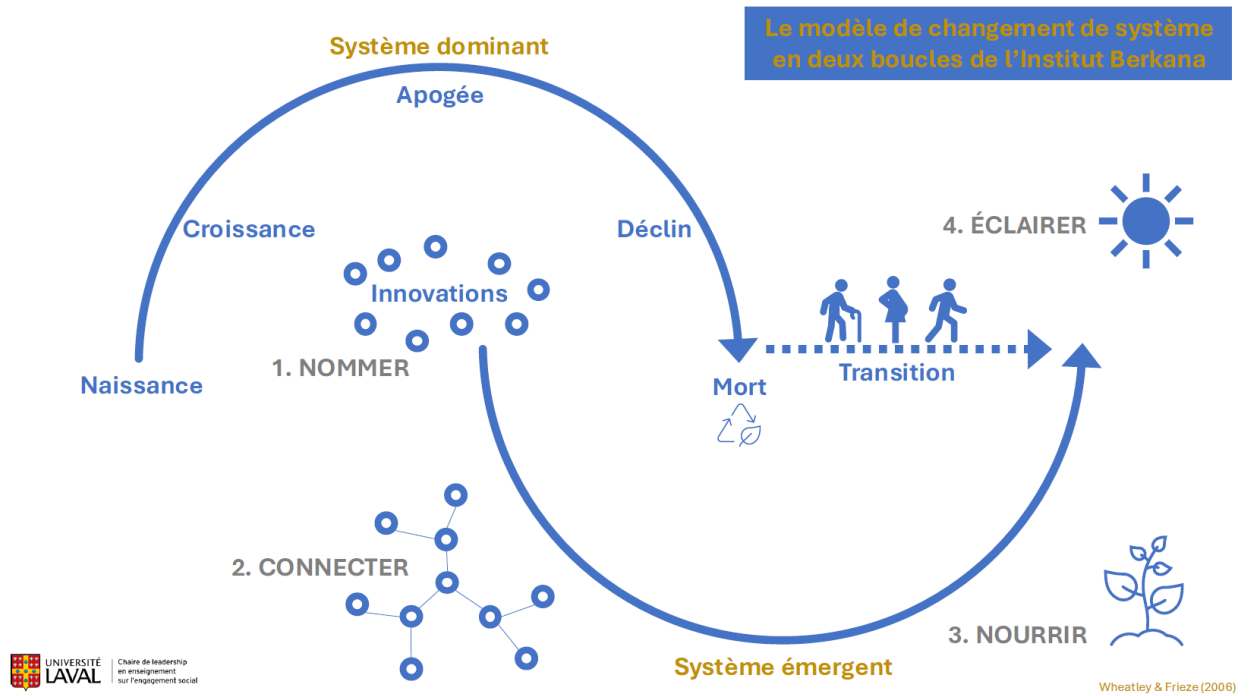 Le modèle de changement de système
en deux boucles de l’Institut Berkana
Système dominant
Apogée
Croissance
Déclin
4. ÉCLAIRER
Innovations
1. NOMMER
Naissance
Mort
Transition
2. CONNECTER
3. NOURRIR
Système émergent
UNIVERSITÉ
LAVAL
Chaire de leadership
en enseignement
sur l'engagement social
Wheatley & Frieze (2006)